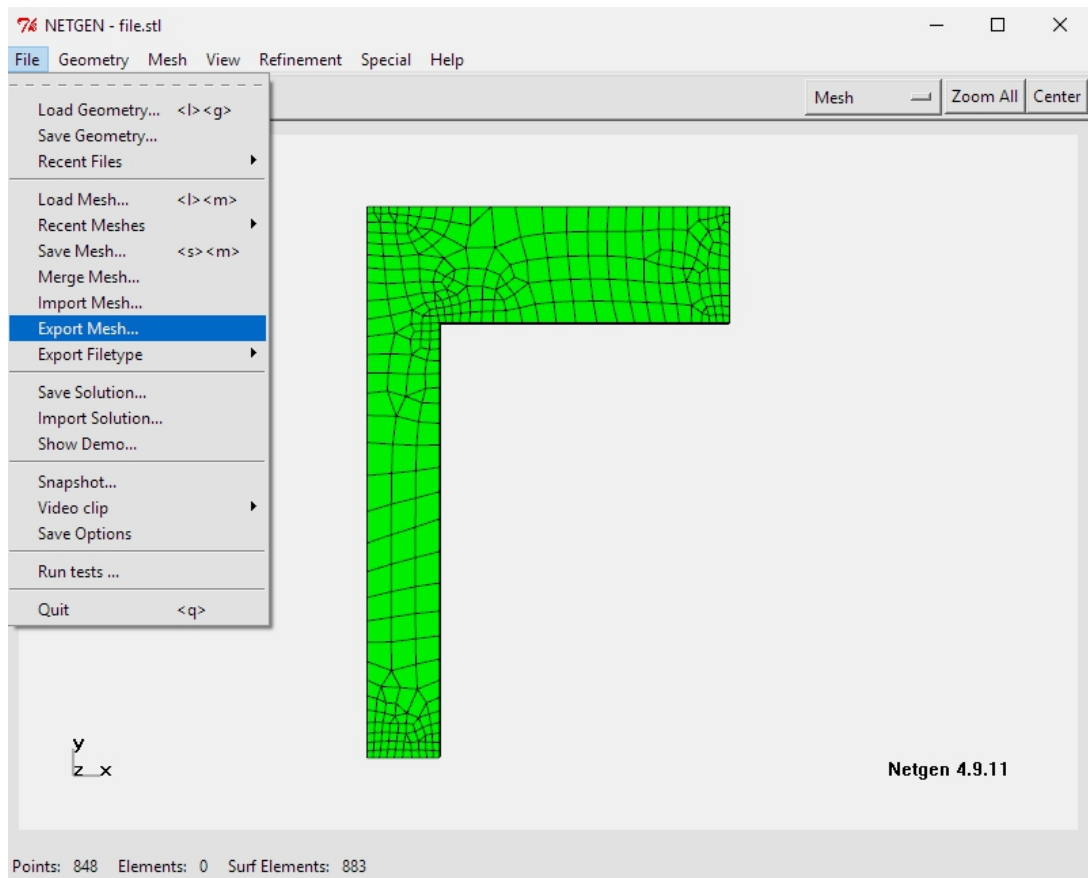 NETGEN - file.stl
File Geometry Mesh View Refinement Special Help
Mesh Zoom All Center
Load Geometry... <l><g>
Save Geometry...
Recent Files
Load Mesh... <l><m>
Recent Meshes
Save Mesh... <s><m>
Merge Mesh...
Import Mesh...
Export Mesh...
Export Filetype
Save Solution...
Import Solution...
Show Demo...
Snapshot...
Video clip
Save Options
Run tests ...
Quit <q>
y
z x
Netgen 4.9.11
Points: 848 Elements: 0 Surf Elements: 883